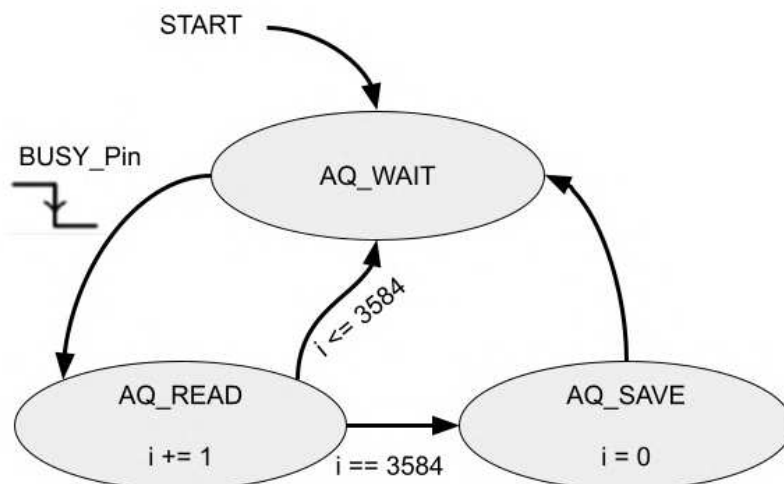 START
BUSY_Pin
AQ_WAIT
i <= 3584
AQ_READ
i += 1
i == 3584
AQ_SAVE
i = 0